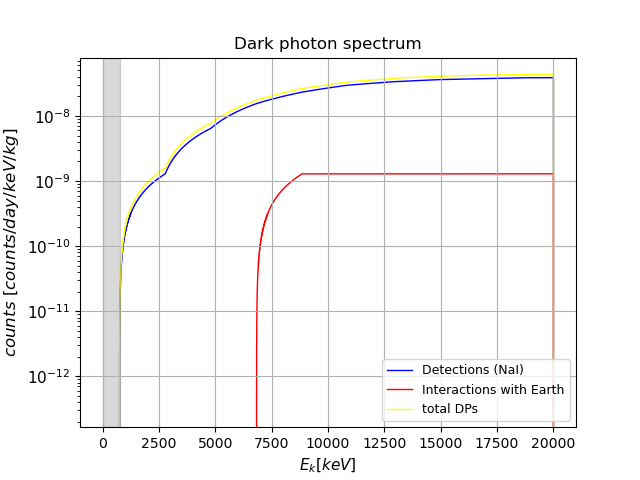 Dark photon spectrum
counts [counts/day/keV/kg]
10⁻⁸
10⁻⁹
10⁻¹⁰
10⁻¹¹
10⁻¹²
Detections (NaI)
Interactions with Earth
total DPs
0 2500 5000 7500 10000 12500 15000 17500 20000
E_k[keV]